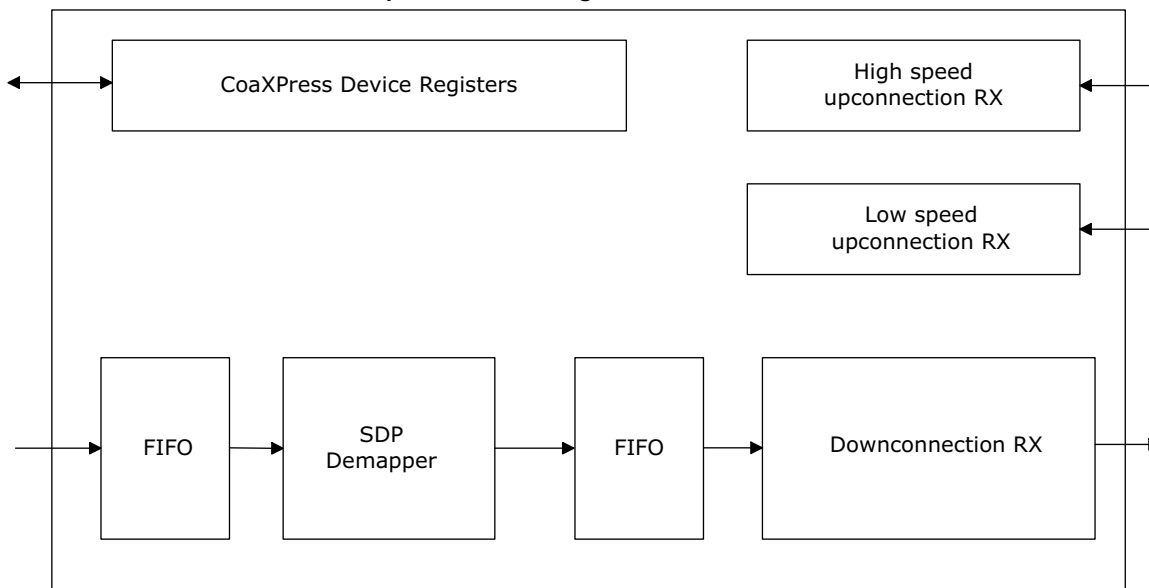 CoaXPress Device Registers
High speed
upconnection RX
Low speed
upconnection RX
FIFO
SDP
Demapper
FIFO
Downconnection RX